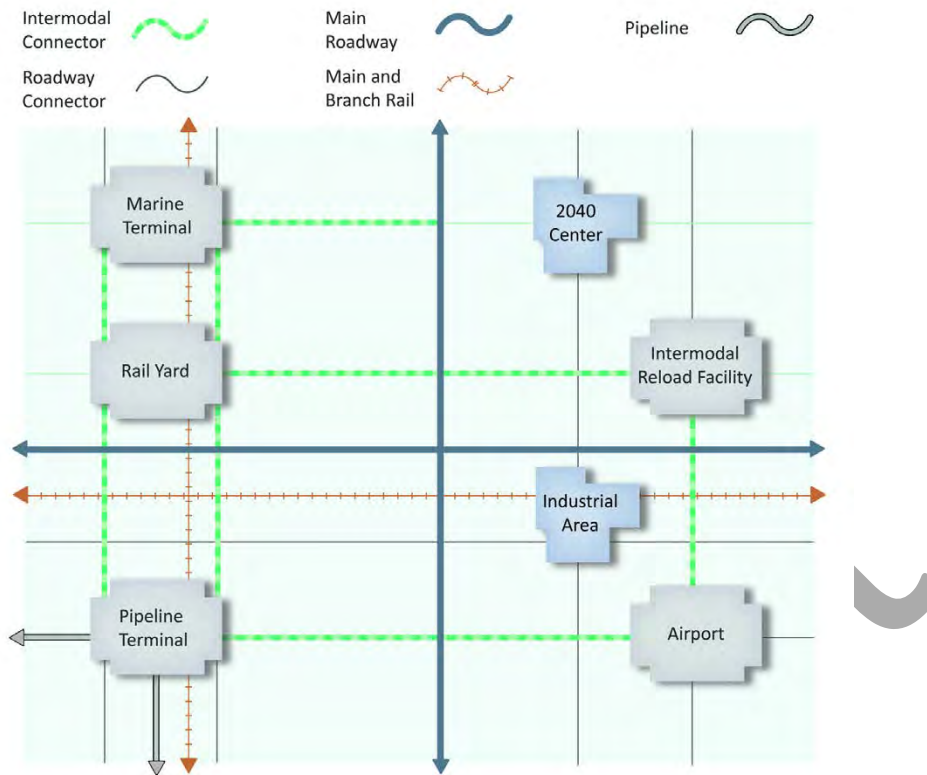 Intermodal
Connector
Main
Roadway
Pipeline
Roadway
Connector
Main and
Branch Rail
Marine
Terminal
2040
Center
Rail Yard
Intermodal
Reload Facility
Industrial
Area
Pipeline
Terminal
Airport